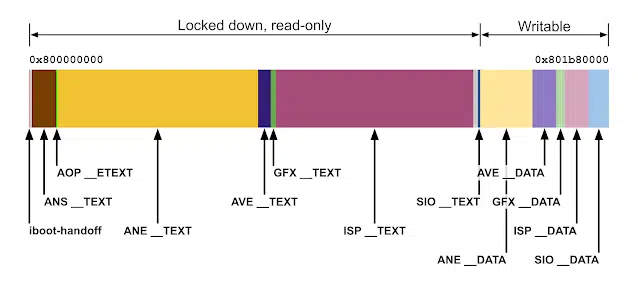 Locked down, read-only Writable
0x800000000 0x801b80000
AOP __ETEXT GFX __TEXT AVE __DATA
ANS __TEXT AVE __TEXT SIO __TEXT GFX __DATA
iboot-handoff ANE __TEXT ISP __TEXT ISP __DATA
ANE __DATA SIO __DATA